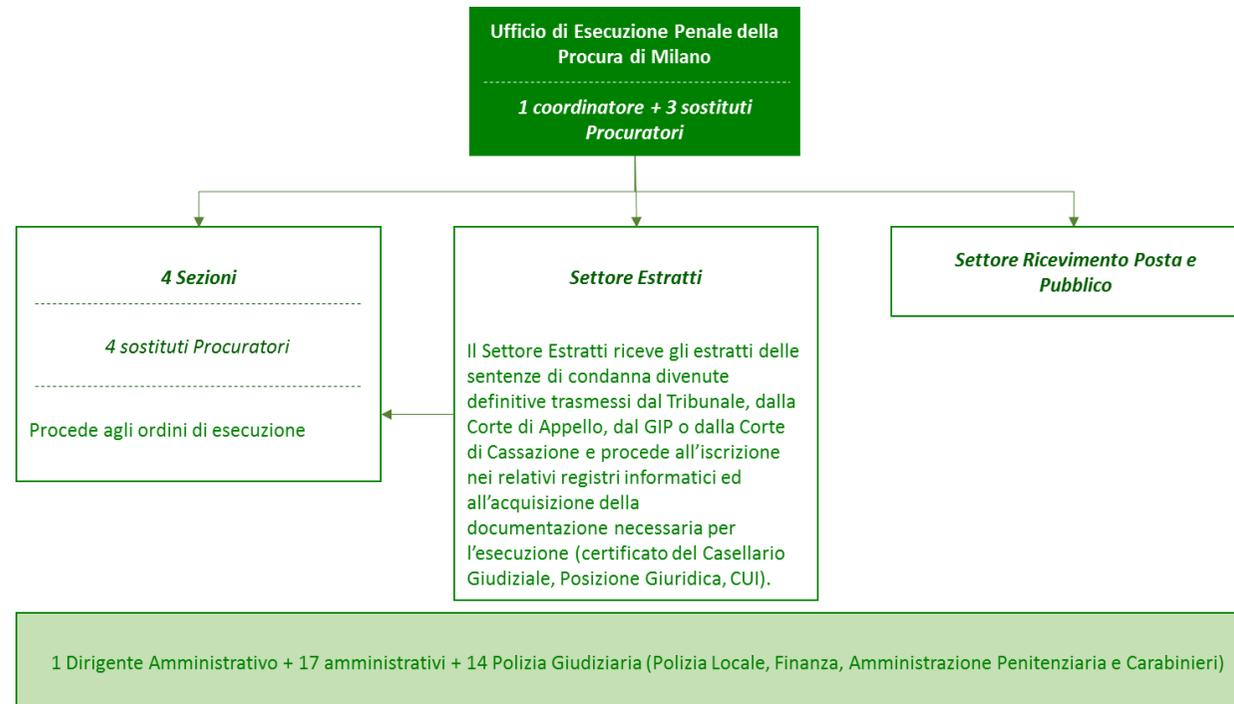 Ufficio di Esecuzione Penale della
Procura di Milano
1 coordinatore + 3 sostituti
Procuratori
4 Sezioni
4 sostituti Procuratori
Procede agli ordini di esecuzione
Settore Estratti
Il Settore Estratti riceve gli estratti delle
sentenze di condanna divenute
definitive trasmessi dal Tribunale, dalla
Corte di Appello, dal GIP o dalla Corte
di Cassazione e procede all’iscrizione
nei relativi registri informatici ed
all’acquisizione della
documentazione necessaria per
l’esecuzione (certificato del Casellario
Giudiziale, Posizione Giuridica, CUI).
Settore Ricevimento Posta e
Pubblico
1 Dirigente Amministrativo + 17 amministrativi + 14 Polizia Giudiziaria (Polizia Locale, Finanza, Amministrazione Penitenziaria e Carabinieri)